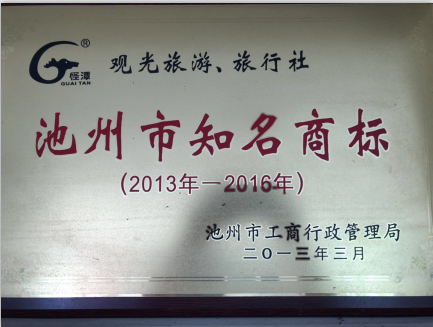 ® 观光旅游、旅行社
怪潭
GUAI TAN
池州市知名商标
(2013年－2016年)
池州市工商行政管理局
二〇一三年三月